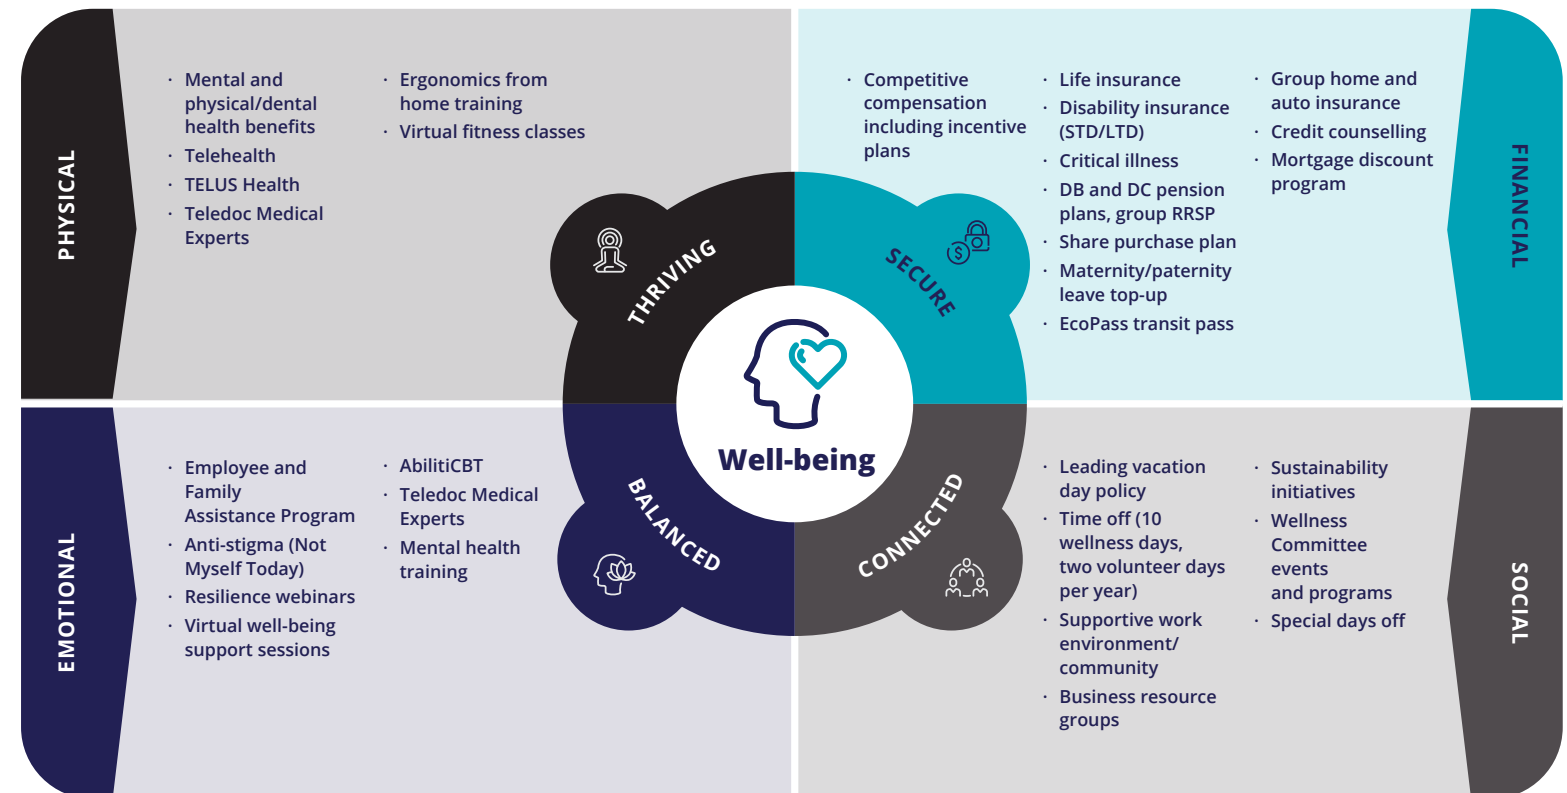 PHYSICAL
· Mental and
physical/dental
health benefits
· Telehealth
· TELUS Health
· Teledoc Medical
Experts
· Ergonomics from
home training
· Virtual fitness classes
THRIVING
FINANCIAL
· Competitive
compensation
including incentive
plans
· Life insurance
· Disability insurance
(STD/LTD)
· Critical illness
· DB and DC pension
plans, group RRSP
· Share purchase plan
· Maternity/paternity
leave top-up
· EcoPass transit pass
· Group home and
auto insurance
· Credit counselling
· Mortgage discount
program
SECURE
Well-being
EMOTIONAL
· Employee and
Family
Assistance Program
· Anti-stigma (Not
Myself Today)
· Resilience webinars
· Virtual well-being
support sessions
· AbilitiCBT
· Teledoc Medical
Experts
· Mental health
training
BALANCED
CONNECTED
· Leading vacation
day policy
· Time off (10
wellness days,
two volunteer days
per year)
· Supportive work
environment/
community
· Business resource
groups
· Sustainability
initiatives
· Wellness
Committee
events
and programs
· Special days off
SOCIAL
$